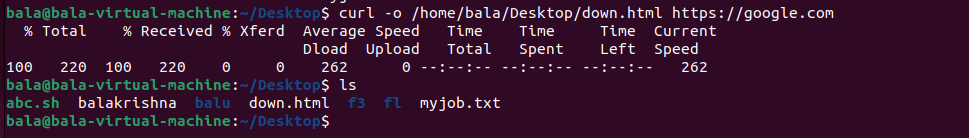 bala@bala-virtual-machine:~/Desktop$ curl -o /home/bala/Desktop/down.html https://google.com
  % Total    % Received % Xferd  Average Speed   Time    Time     Time  Current
                                 Dload  Upload   Total   Spent    Left  Speed
100   220  100   220    0     0    262      0 --:--:-- --:--:-- --:--:--   262
bala@bala-virtual-machine:~/Desktop$ ls
abc.sh  balakrishna  balu  down.html  f3  fl  myjob.txt
bala@bala-virtual-machine:~/Desktop$